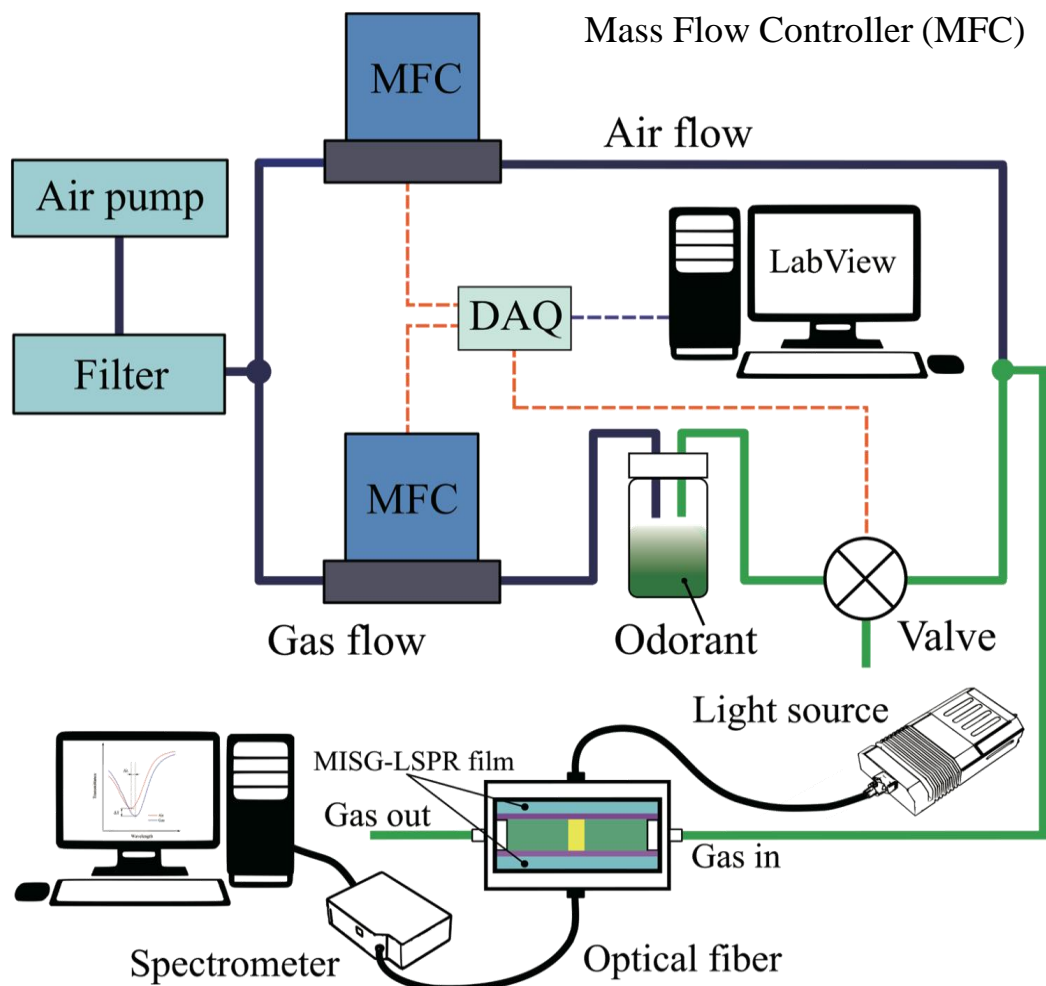 Mass Flow Controller (MFC)
MFC
Air flow
Air pump
LabView
DAQ
Filter
MFC
Gas flow
Odorant
Valve
Light source
MISG-LSPR film
Gas out
Gas in
Wavelength
Spectrometer
Optical fiber